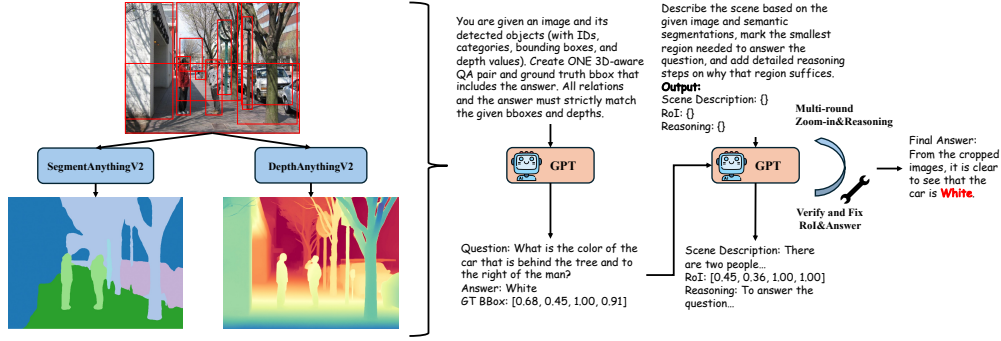 SegmentAnythingV2
DepthAnythingV2
You are given an image and its
detected objects (with IDs,
categories, bounding boxes, and
depth values). Create ONE 3D-aware
QA pair and ground truth bbox that
includes the answer. All relations
and the answer must strictly match
the given bboxes and depths.
GPT
Question: What is the color of the
car that is behind the tree and to
the right of the man?
Answer: White
GT BBox: [0.68, 0.45, 1.00, 0.91]
Describe the scene based on the
given image and semantic
segmentations, mark the smallest
region needed to answer the
question, and add detailed reasoning
steps on why that region suffices.
Output:
Scene Description: {}
RoI: {}
Reasoning: {}
GPT
Scene Description: There
are two people...
RoI: [0.45, 0.36, 1.00, 1.00]
Reasoning: To answer the
question...
Multi-round
Zoom-in&Reasoning
Verify and Fix
RoI&Answer
Final Answer:
From the cropped
images, it is clear
to see that the
car is White.